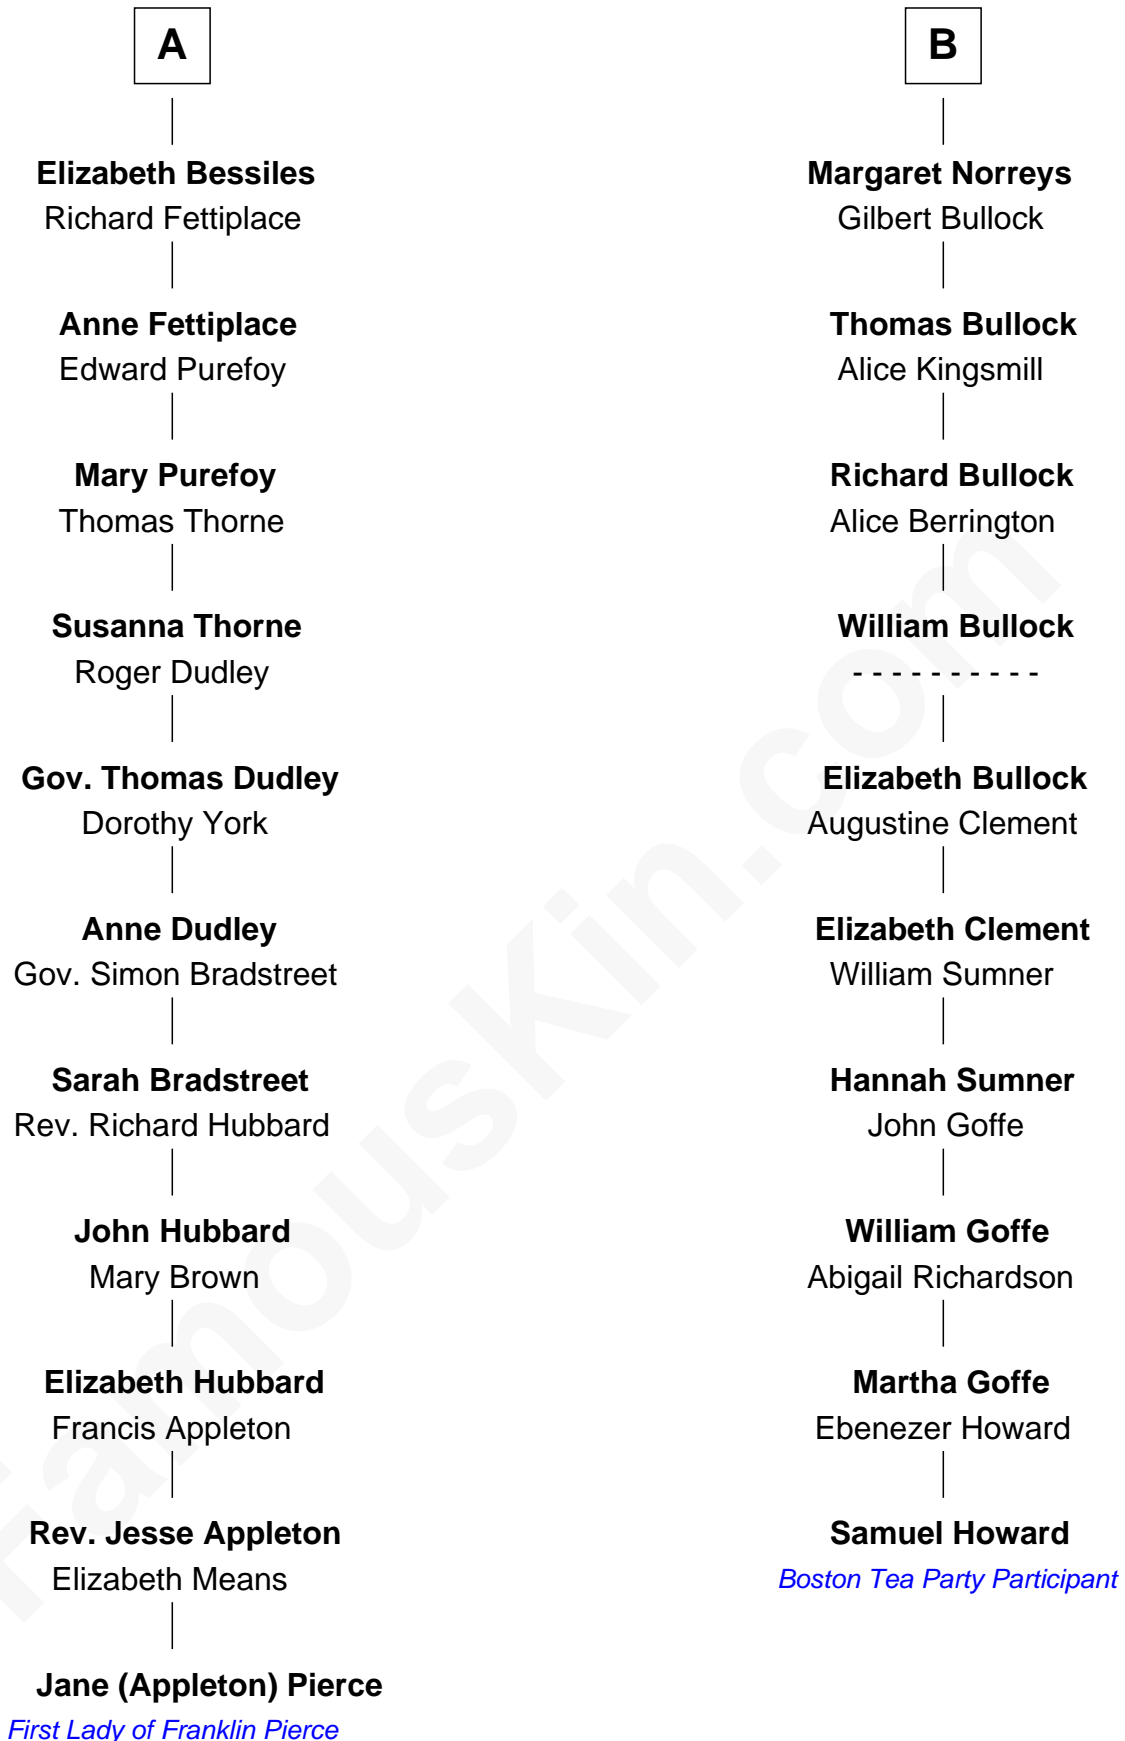 A
Elizabeth Bessiles
Richard Fettiplace
Anne Fettiplace
Edward Purefoy
Mary Purefoy
Thomas Thorne
Susanna Thorne
Roger Dudley
Gov. Thomas Dudley
Dorothy York
Anne Dudley
Gov. Simon Bradstreet
Sarah Bradstreet
Rev. Richard Hubbard
John Hubbard
Mary Brown
Elizabeth Hubbard
Francis Appleton
Rev. Jesse Appleton
Elizabeth Means
Jane (Appleton) Pierce
First Lady of Franklin Pierce
B
Margaret Norreys
Gilbert Bullock
Thomas Bullock
Alice Kingsmill
Richard Bullock
Alice Berrington
William Bullock
- - - - - - - - - -
Elizabeth Bullock
Augustine Clement
Elizabeth Clement
William Sumner
Hannah Sumner
John Goffe
William Goffe
Abigail Richardson
Martha Goffe
Ebenezer Howard
Samuel Howard
Boston Tea Party Participant
FamousKin.com